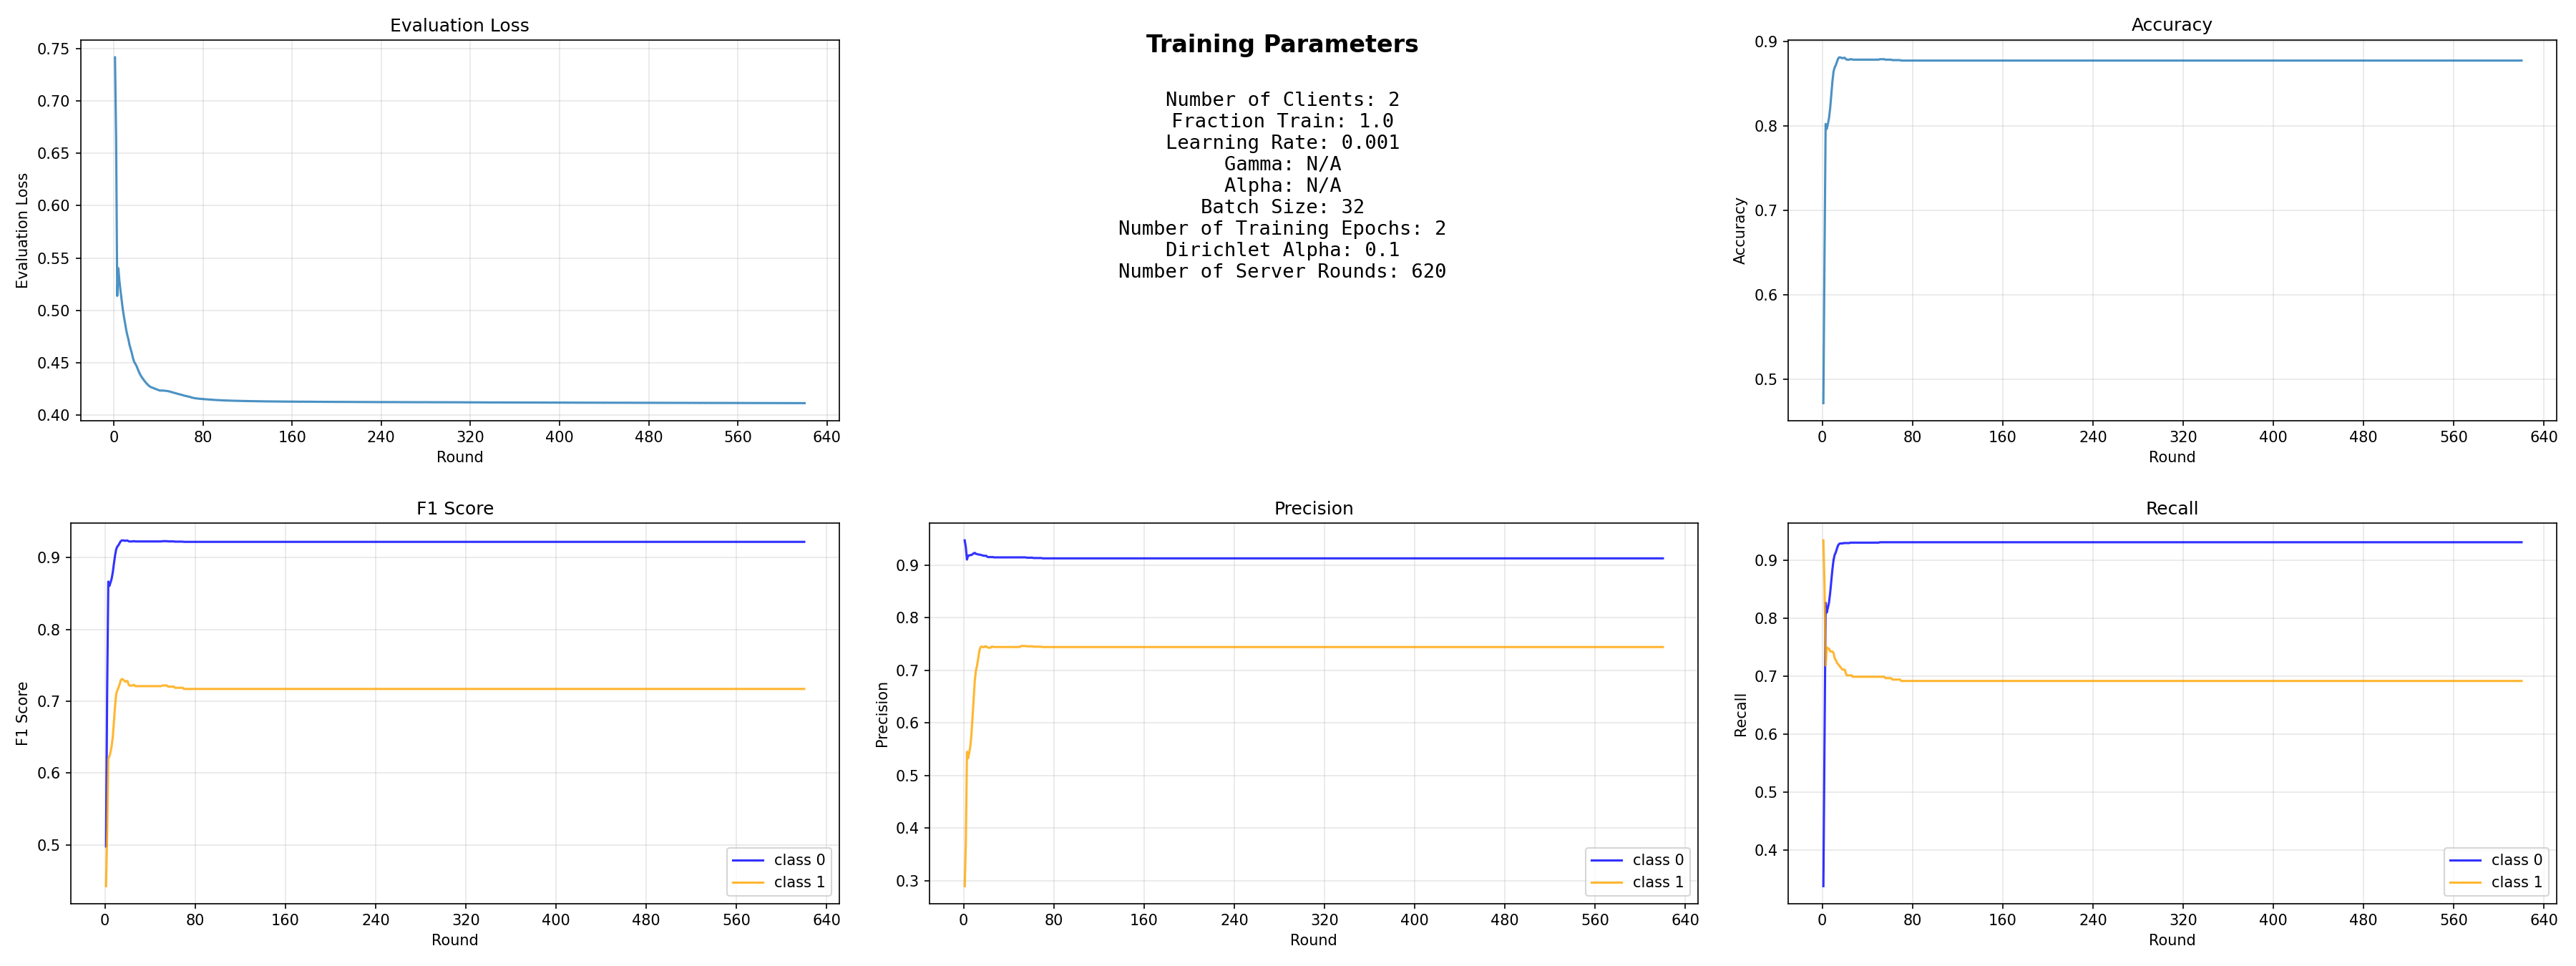 Evaluation Loss
0.75
0.70
0.65
0.60
0.55
0.50
0.45
0.40
Evaluation Loss
0 80 160 240 320 400 480 560 640
Round
Training Parameters
Number of Clients: 2
Fraction Train: 1.0
Learning Rate: 0.001
Gamma: N/A
Alpha: N/A
Batch Size: 32
Number of Training Epochs: 2
Dirichlet Alpha: 0.1
Number of Server Rounds: 620
Accuracy
0.9
0.8
0.7
0.6
0.5
Accuracy
0 80 160 240 320 400 480 560 640
Round
F1 Score
0.9
0.8
0.7
0.6
0.5
F1 Score
0 80 160 240 320 400 480 560 640
Round
class 0
class 1
Precision
0.9
0.8
0.7
0.6
0.5
0.4
0.3
Precision
0 80 160 240 320 400 480 560 640
Round
class 0
class 1
Recall
0.9
0.8
0.7
0.6
0.5
0.4
Recall
0 80 160 240 320 400 480 560 640
Round
class 0
class 1